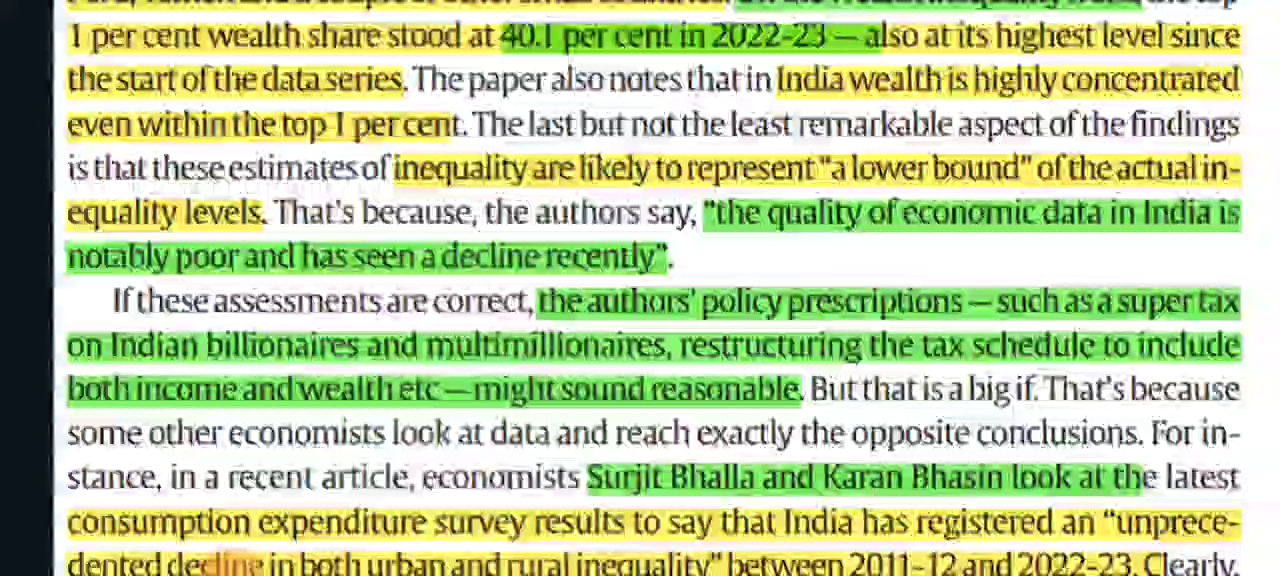 1 per cent wealth share stood at 40.1 per cent in 2022-23 — also at its highest level since
the start of the data series. The paper also notes that in India wealth is highly concentrated
even within the top 1 per cent. The last but not the least remarkable aspect of the findings
is that these estimates of inequality are likely to represent "a lower bound" of the actual in-
equality levels. That's because, the authors say, "the quality of economic data in India is
notably poor and has seen a decline recently".
If these assessments are correct, the authors' policy prescriptions — such as a super tax
on Indian billionaires and multimillionaires, restructuring the tax schedule to include
both income and wealth etc — might sound reasonable. But that is a big if. That's because
some other economists look at data and reach exactly the opposite conclusions. For in-
stance, in a recent article, economists Surjit Bhalla and Karan Bhasin look at the latest
consumption expenditure survey results to say that India has registered an "unprece-
dented decline in both urban and rural inequality" between 2011-12 and 2022-23. Clearly,